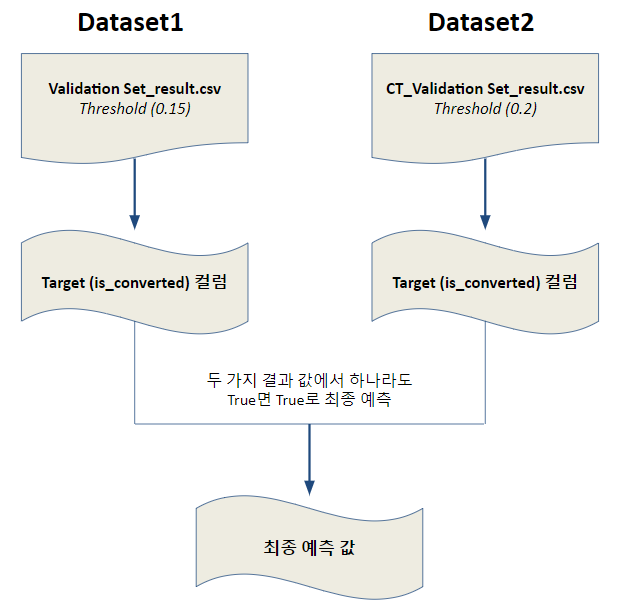 Dataset1
Dataset2
Validation Set_result.csv
Threshold (0.15)
CT_Validation Set_result.csv
Threshold (0.2)
Target (is_converted) 컬럼
Target (is_converted) 컬럼
두 가지 결과 값에서 하나라도
True면 True로 최종 예측
최종 예측 값